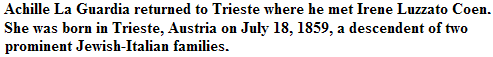 Achille La Guardia returned to Trieste where he met Irene Luzzato Coen.
She was born in Trieste, Austria on July 18, 1859, a descendent of two
prominent Jewish-Italian families.